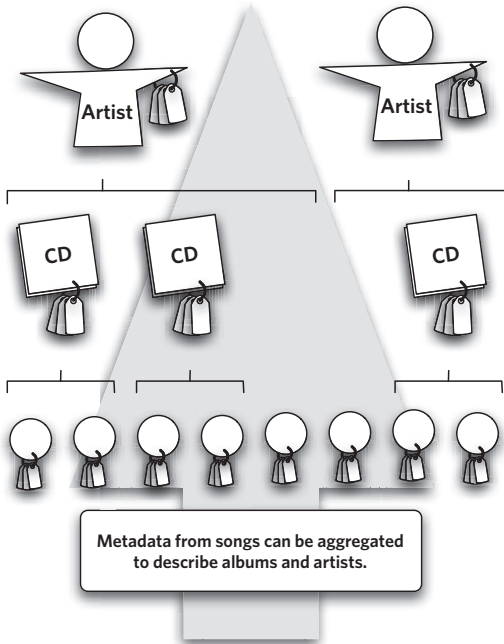 Artist
Artist
CD
CD
CD
Metadata from songs can be aggregated
to describe albums and artists.